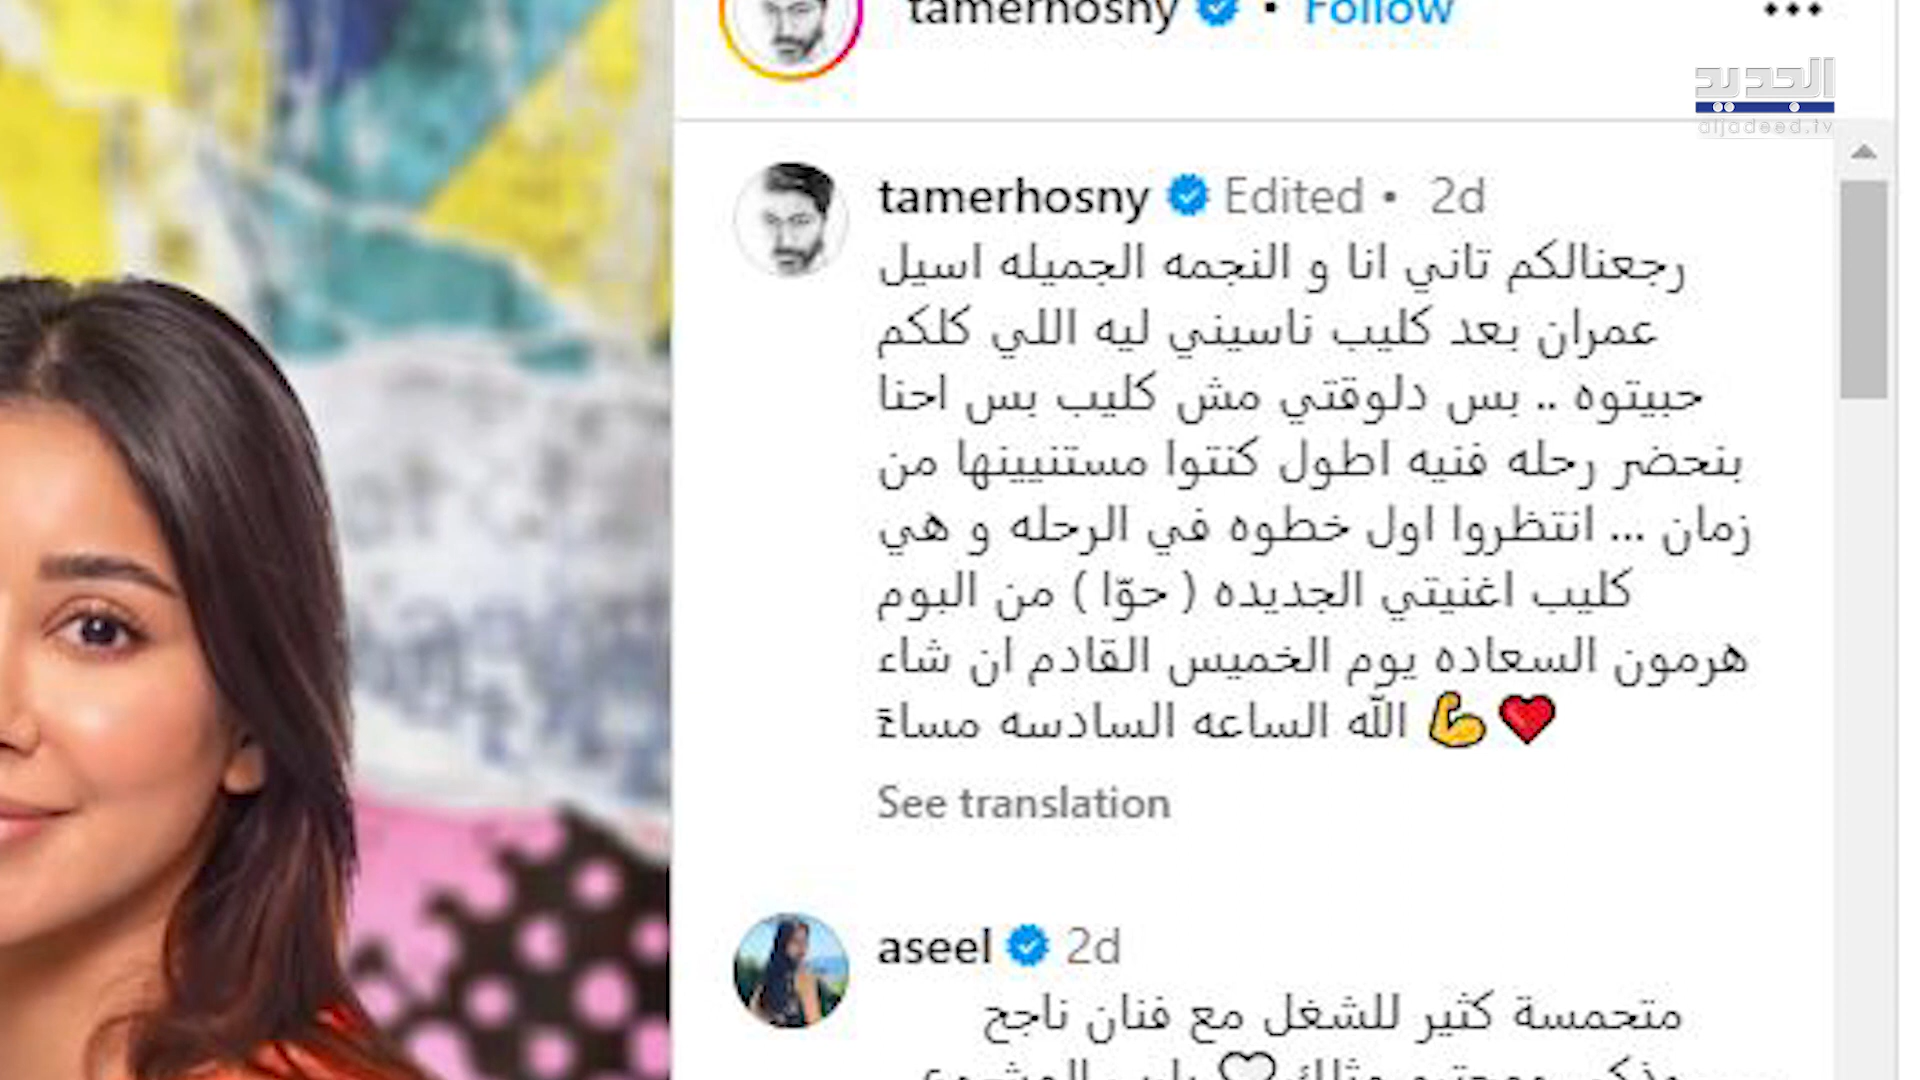 tamerhosny • Follow
الجديد
aljadeed.tv
tamerhosny Edited • 2d
رجعنالكم تاني انا و النجمه الجميله اسيل
عمران بعد كليب ناسيني ليه اللي كلكم
حبيتوه .. بس دلوقتي مش كليب بس احنا
بنحضر رحله فنيه اطول كنتوا مستنيينها من
زمان ... انتظروا اول خطوه في الرحله و هي
كليب اغنيتي الجديده ( حوّا ) من البوم
هرمون السعاده يوم الخميس القادم ان شاء
الله الساعه السادسه مساءً 💪❤️
See translation
aseel 2d
متحمسة كثير للشغل مع فنان ناجح